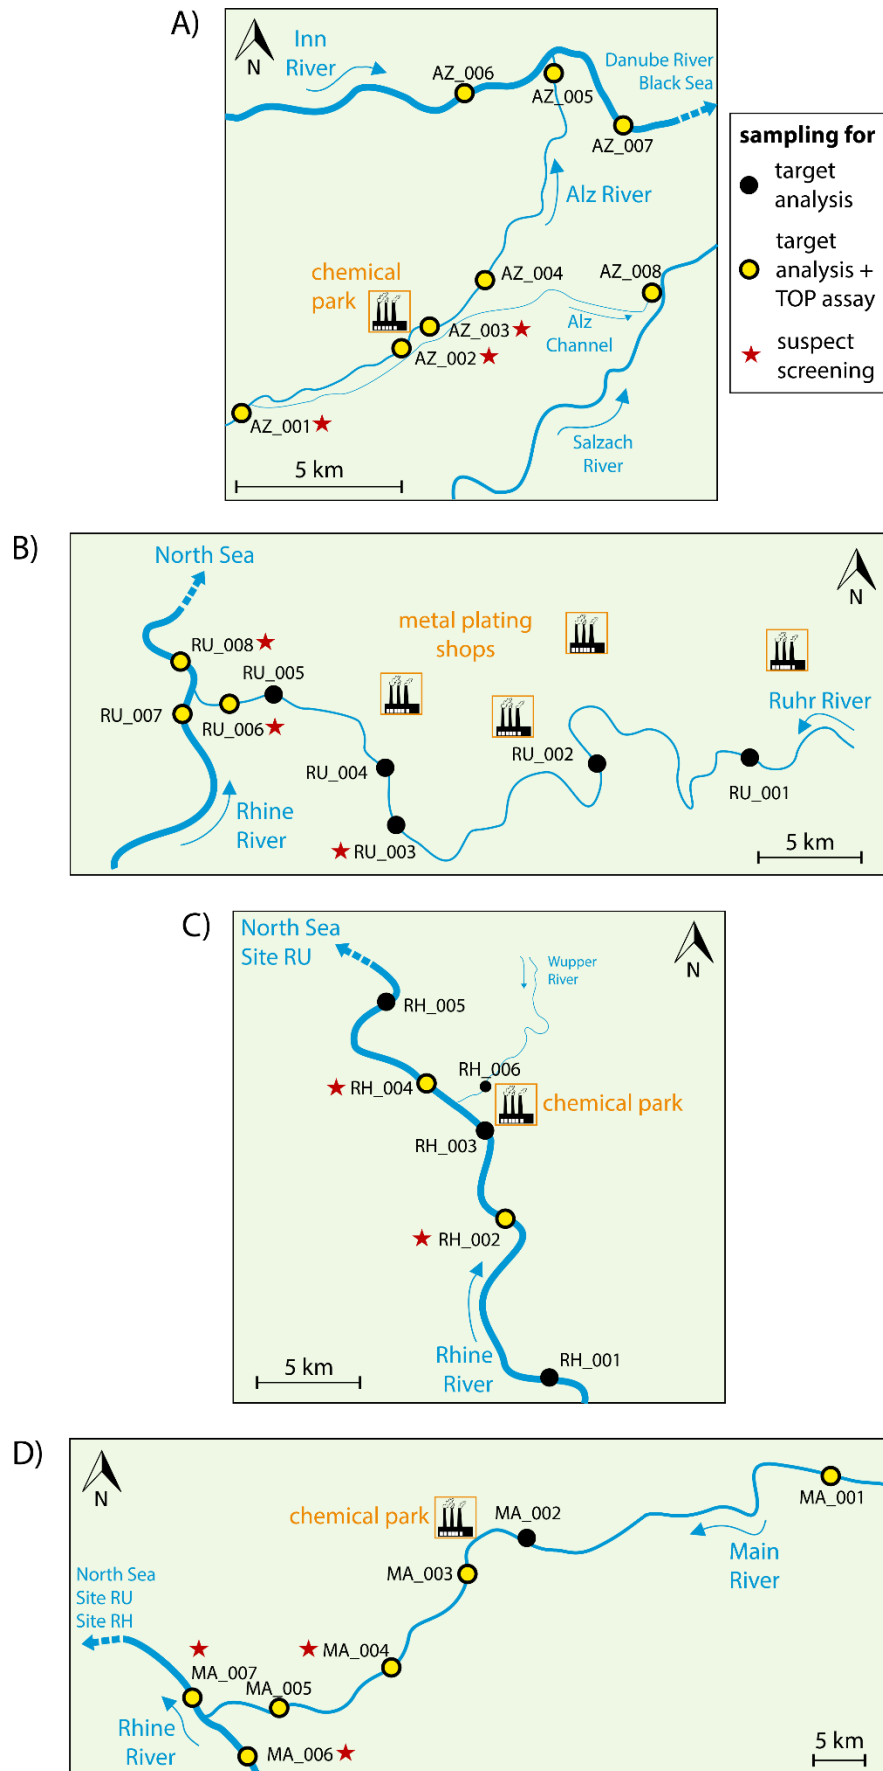 A)
Inn
River
N
AZ_006
AZ_005
Danube River
Black Sea
AZ_007
Alz River
chemical
park
AZ_004
AZ_008
AZ_003
AZ_002
Alz
Channel
AZ_001
Salzach
River
5 km
sampling for
target
analysis
target
analysis +
TOP assay
suspect
screening
B)
North Sea
N
metal plating
shops
RU_008
RU_005
RU_007
RU_006
Ruhr River
RU_002
RU_004
RU_001
Rhine
River
RU_003
5 km
C)
North Sea
Site RU
N
Wupper
River
RH_005
RH_006
RH_004
chemical park
RH_003
RH_002
Rhine
River
RH_001
5 km
D)
N
chemical park
MA_002
MA_001
Main
River
MA_003
North Sea
Site RU
Site RH
MA_004
MA_007
MA_005
Rhine
River
MA_006
5 km